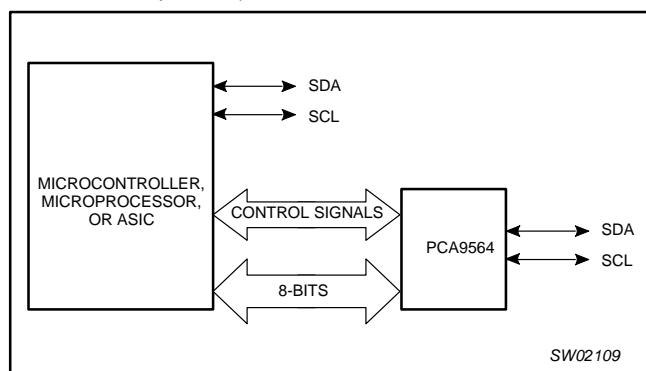 SDA
SCL
MICROCONTROLLER,
MICROPROCESSOR,
OR ASIC
CONTROL SIGNALS
PCA9564
SDA
SCL
8-BITS
SW02109